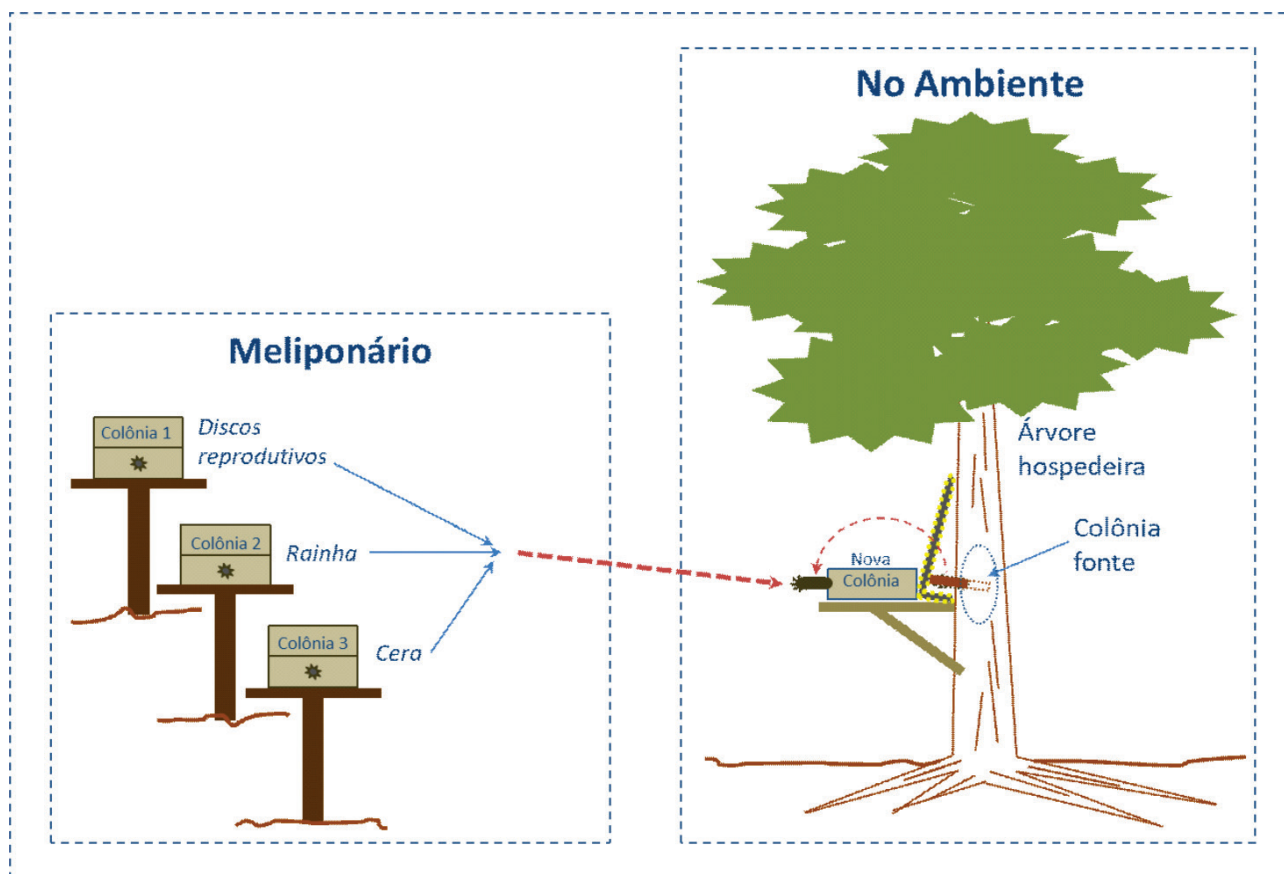 No Ambiente
Meliponário
Colônia 1
Discos
reprodutivos
Colônia 2
Rainha
Colônia 3
Cera
Árvore
hospedeira
Colônia
fonte
Nova
Colônia